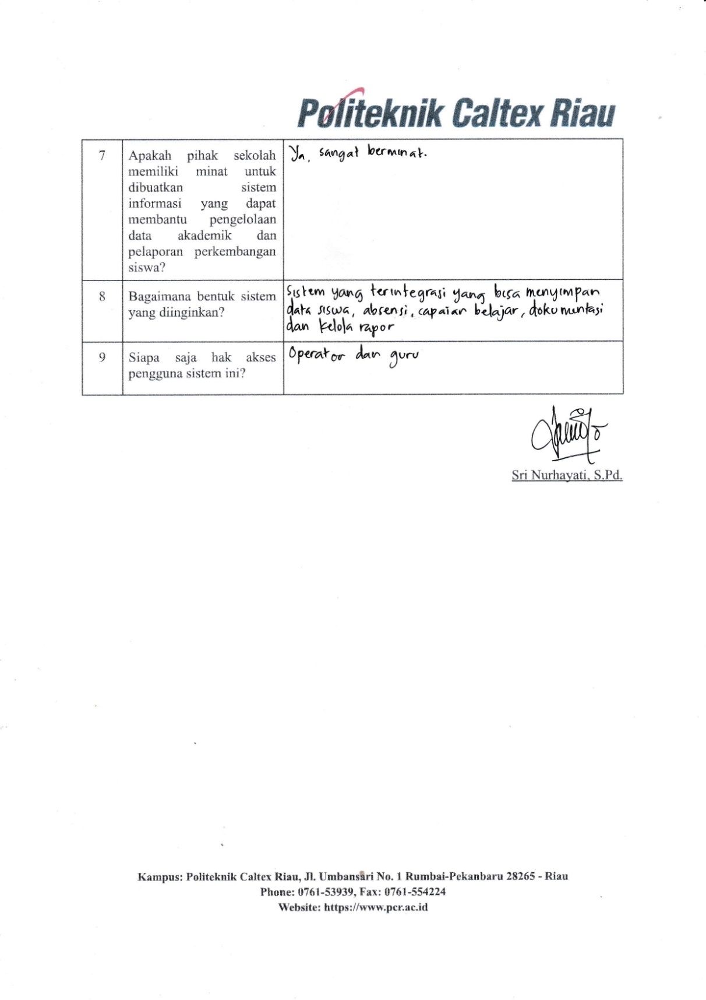 Politeknik Caltex Riau
7 Apakah pihak sekolah Ya, sangat berminat.
memiliki minat untuk
dibuatkan sistem
informasi yang dapat
membantu pengelolaan
data akademik dan
pelaporan perkembangan
siswa?
8 Bagaimana bentuk sistem Sistem yang terintegrasi yang bisa menyimpan
yang diinginkan? data siswa, absensi, capaian belajar, dokumentasi
dan kelola rapor
9 Siapa saja hak akses Operator dan guru
pengguna sistem ini?
Sri Nurhayati, S.Pd.
Kampus: Politeknik Caltex Riau, Jl. Umbansari No. 1 Rumbai-Pekanbaru 28265 - Riau
Phone: 0761-53939, Fax: 0761-554224
Website: https://www.pcr.ac.id